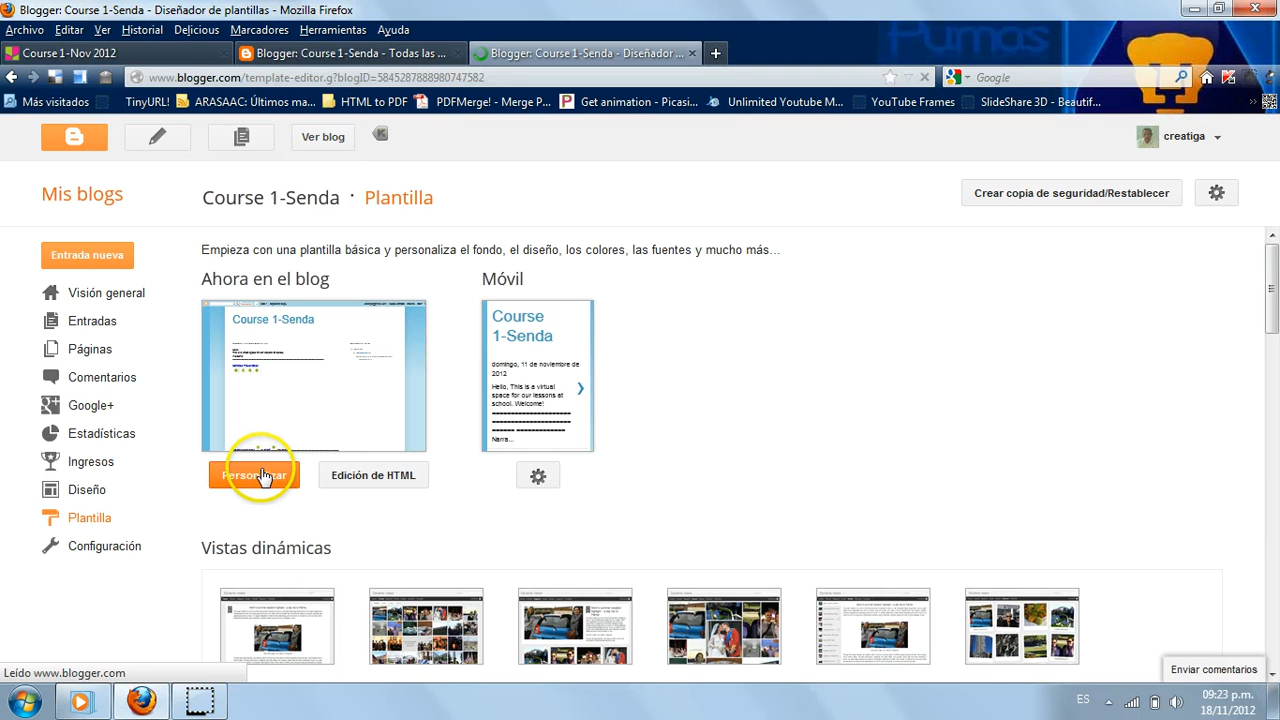 Blogger: Course 1-Senda - Diseñador de plantillas - Mozilla Firefox
Archivo Editar Ver Historial Delicious Marcadores Herramientas Ayuda
Course 1-Nov 2012
Blogger: Course 1-Senda - Todas las ...
Blogger: Course 1-Senda - Diseñador ...
Pumas
www.blogger.com/template-editor.g?blogID=5845287888980747582
Google
Más visitados TinyURL! ARASAAC: Últimos ma... HTML to PDF PDFMerge! - Merge P... Get animation - Picasi... Unlimited Youtube M... YouTube Frames SlideShare 3D - Beautif...
Ver blog
creatiga
Mis blogs
Course 1-Senda · Plantilla
Crear copia de seguridad/Restablecer
Entrada nueva
Visión general
Entradas
Páginas
Comentarios
Google+
Estadísticas
Ingresos
Diseño
Plantilla
Configuración
Empieza con una plantilla básica y personaliza el fondo, el diseño, los colores, las fuentes y mucho más...
Ahora en el blog
Móvil
Course 1-Senda
Course
1-Senda
domingo, 11 de noviembre de
2012
Hello, This is a virtual
space for our lessons at
school. Welcome!
Narra...
Personalizar
Edición de HTML
Vistas dinámicas
Enviar comentarios
Leído www.blogger.com
ES
09:23 p.m.
18/11/2012